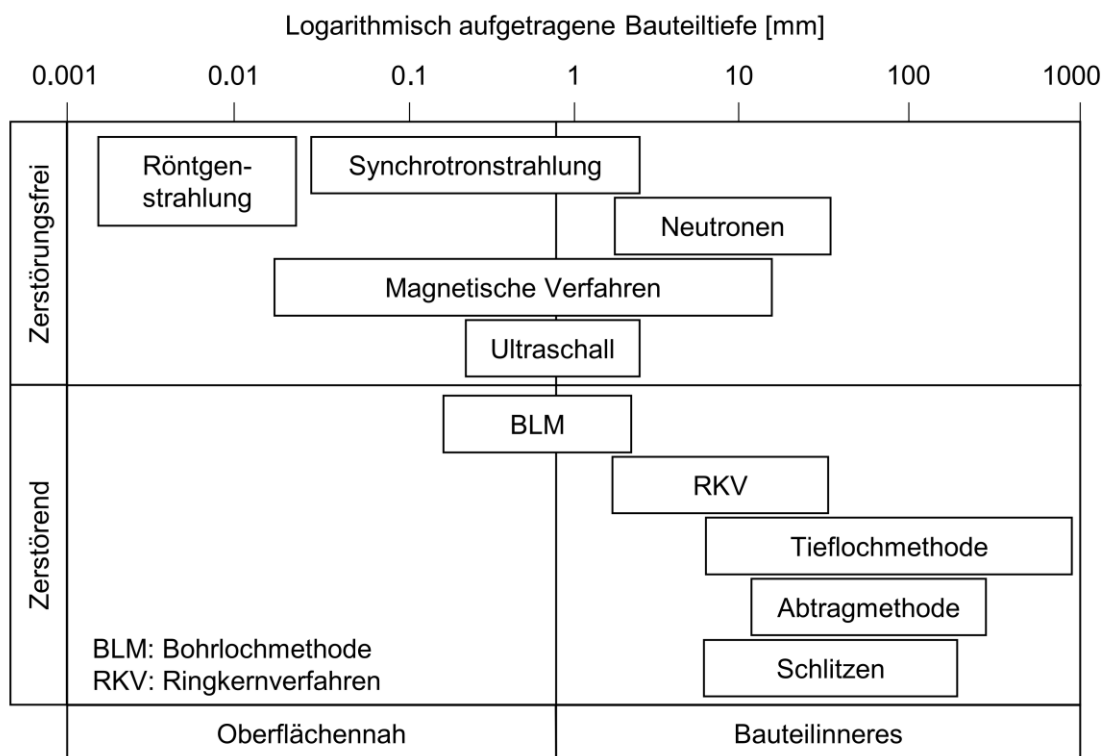 Logarithmisch aufgetragene Bauteiltiefe [mm]
0.001 0.01 0.1 1 10 100 1000
Zerstörungsfrei
Röntgen-
strahlung
Synchrotronstrahlung
Neutronen
Magnetische Verfahren
Ultraschall
Zerstörend
BLM
RKV
Tieflochmethode
Abtragmethode
Schlitzen
BLM: Bohrlochmethode
RKV: Ringkernverfahren
Oberflächennah Bauteilinneres